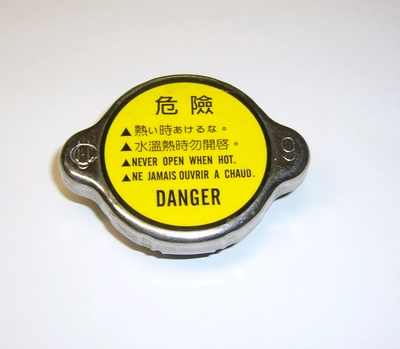 危險
▲熱い時あけるな。
▲水溫熱時勿開啓。
▲NEVER OPEN WHEN HOT.
▲NE JAMAIS OUVRIR A CHAUD.
DANGER